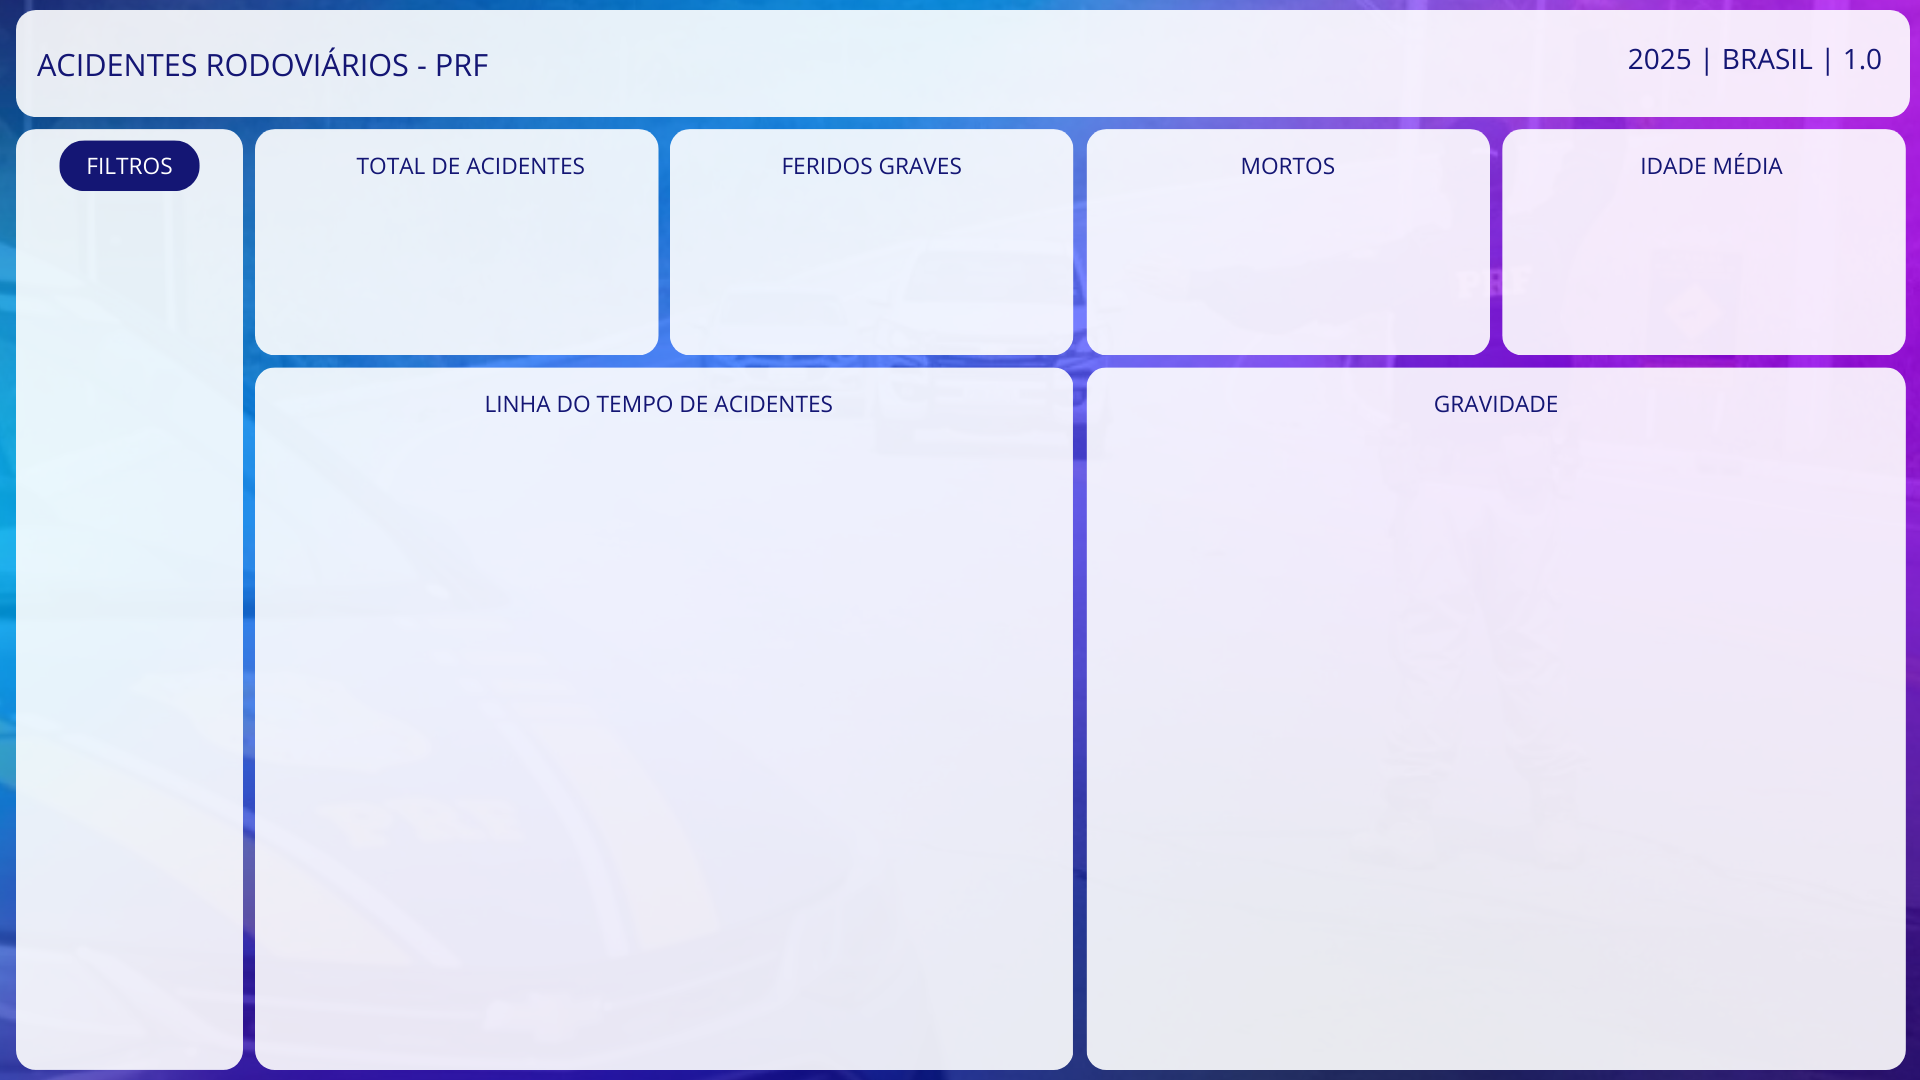 ACIDENTES RODOVIÁRIOS - PRF
2025 | BRASIL | 1.0
FILTROS
TOTAL DE ACIDENTES
FERIDOS GRAVES
MORTOS
IDADE MÉDIA
PRF
LINHA DO TEMPO DE ACIDENTES
GRAVIDADE